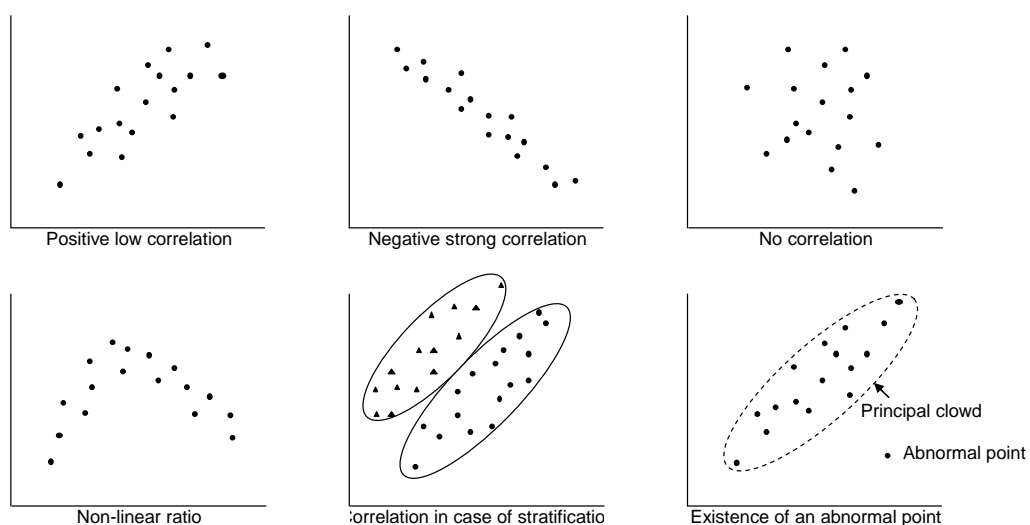 Positive low correlation
Negative strong correlation
No correlation
Principal clowd
Abnormal point
Non-linear ratio
Correlation in case of stratificatio
Existence of an abnormal point